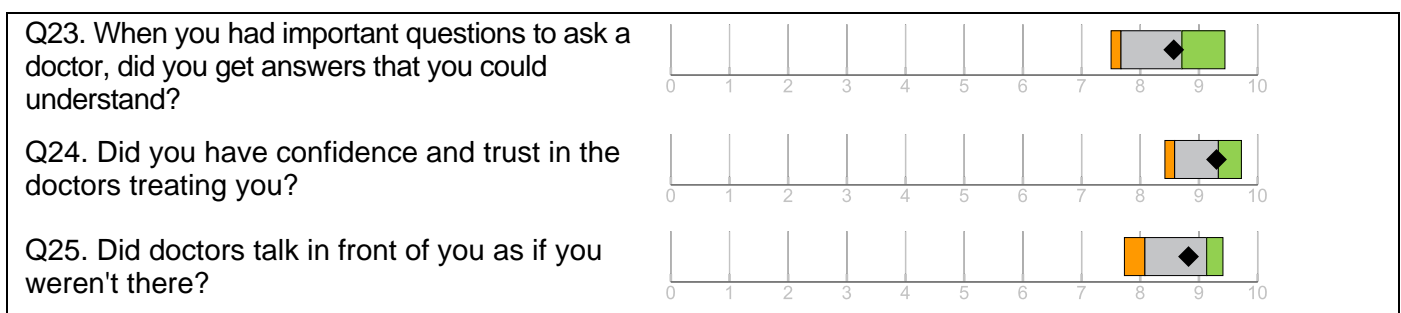 Q23. When you had important questions to ask a
doctor, did you get answers that you could
understand?
0 1 2 3 4 5 6 7 8 9 10
Q24. Did you have confidence and trust in the
doctors treating you?
0 1 2 3 4 5 6 7 8 9 10
Q25. Did doctors talk in front of you as if you
weren't there?
0 1 2 3 4 5 6 7 8 9 10